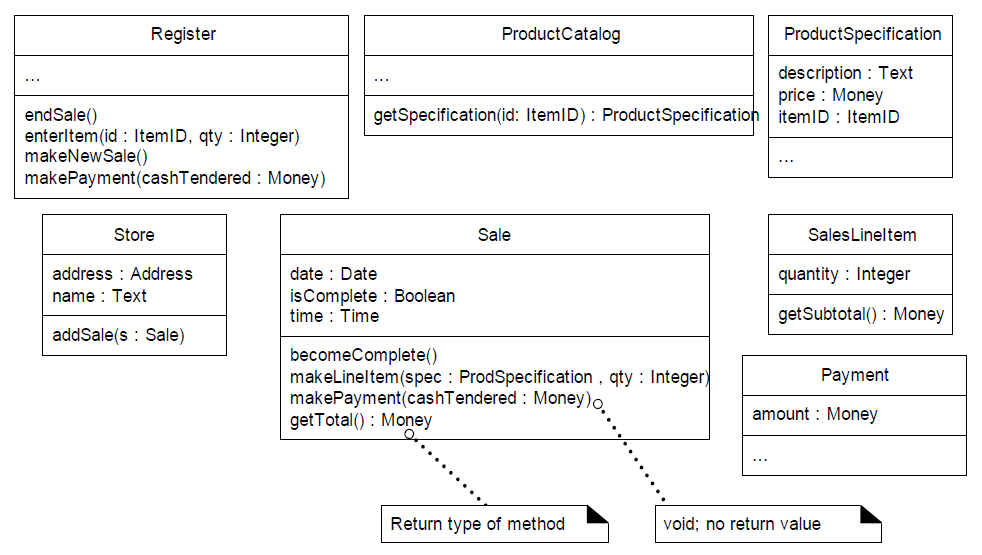 Register
...
endSale()
enterItem(id : ItemID, qty : Integer)
makeNewSale()
makePayment(cashTendered : Money)
ProductCatalog
...
getSpecification(id: ItemID) : ProductSpecification
ProductSpecification
description : Text
price : Money
itemID : ItemID
...
Store
address : Address
name : Text
addSale(s : Sale)
Sale
date : Date
isComplete : Boolean
time : Time
becomeComplete()
makeLineItem(spec : ProdSpecification , qty : Integer)
makePayment(cashTendered : Money)
getTotal() : Money
SalesLineItem
quantity : Integer
getSubtotal() : Money
Payment
amount : Money
...
Return type of method
void; no return value